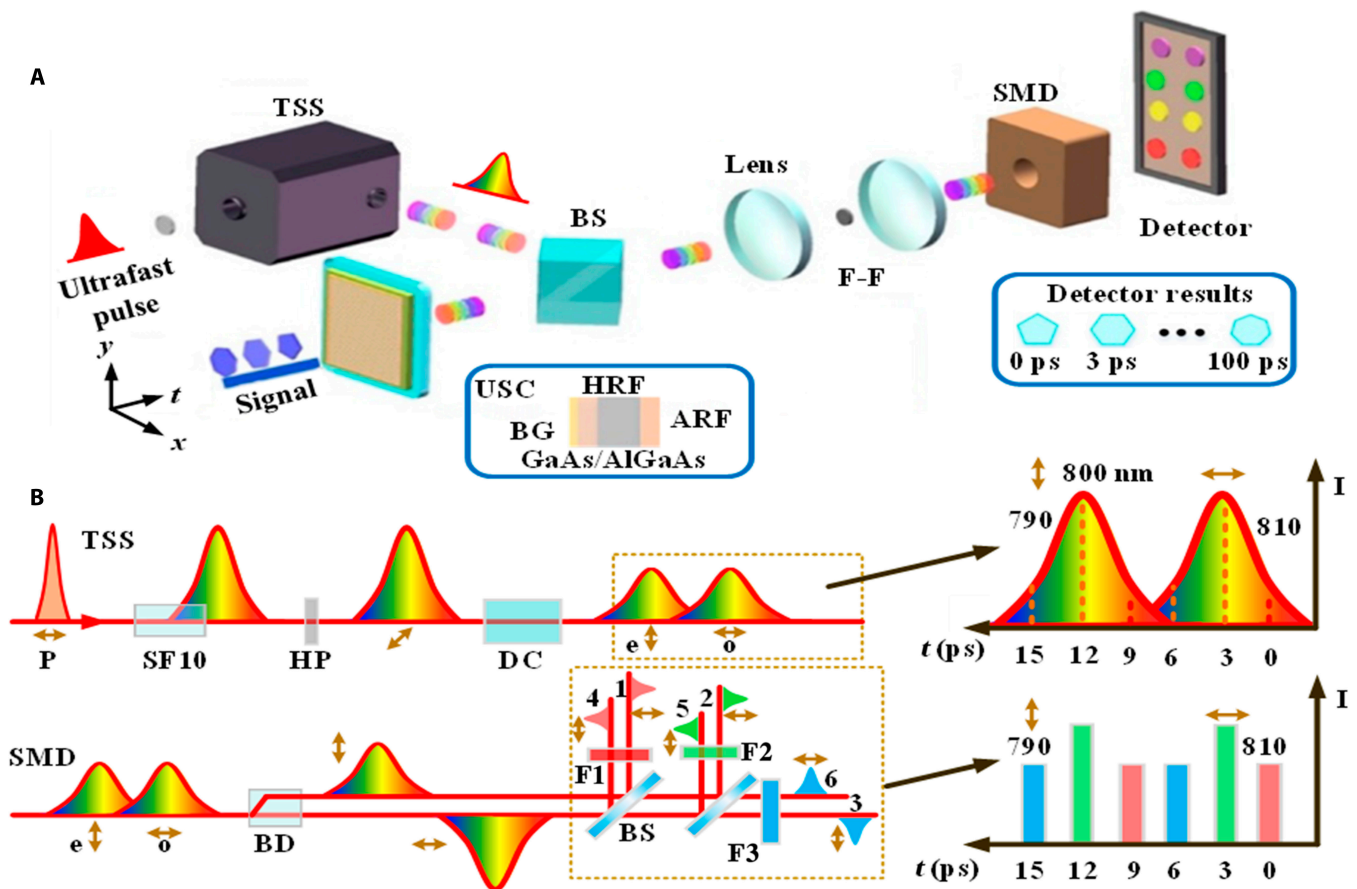 A
TSS
Ultrafast
pulse
y
t
x
Signal
BS
Lens
F-F
SMD
Detector
Detector results
0 ps 3 ps ••• 100 ps
USC HRF
BG ARF
GaAs/AlGaAs
B
TSS
P SF10 HP DC e o
800 nm
790 810
I
t (ps) 15 12 9 6 3 0
SMD
e o BD
4 1 5 2
F1 F2
BS F3
6
3
790 810
I
t (ps) 15 12 9 6 3 0